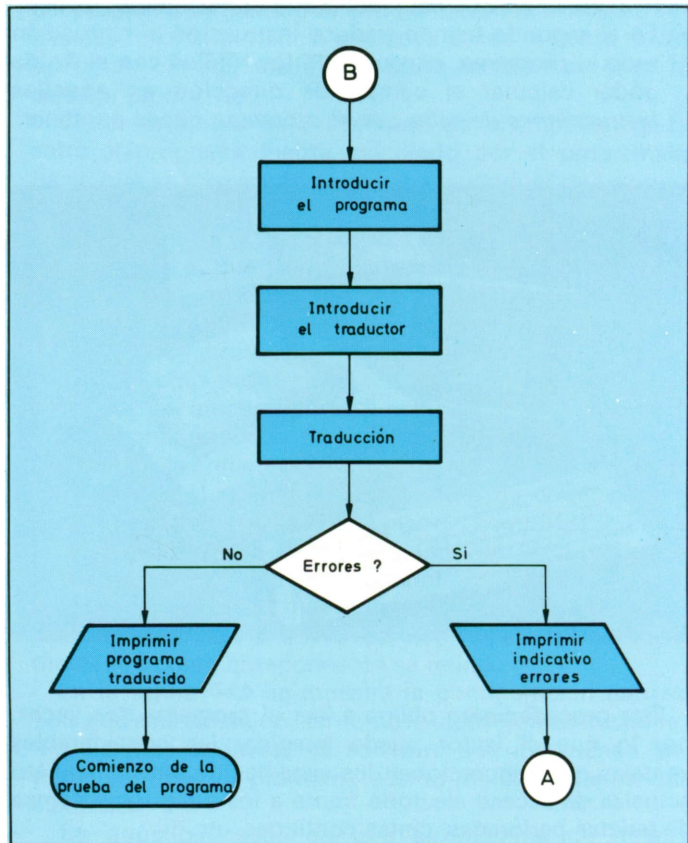 B
Introducir
el programa
Introducir
el traductor
Traducción
Errores ?
No
Si
Imprimir
programa
traducido
Imprimir
indicativo
errores
Comienzo de la
prueba del programa
A